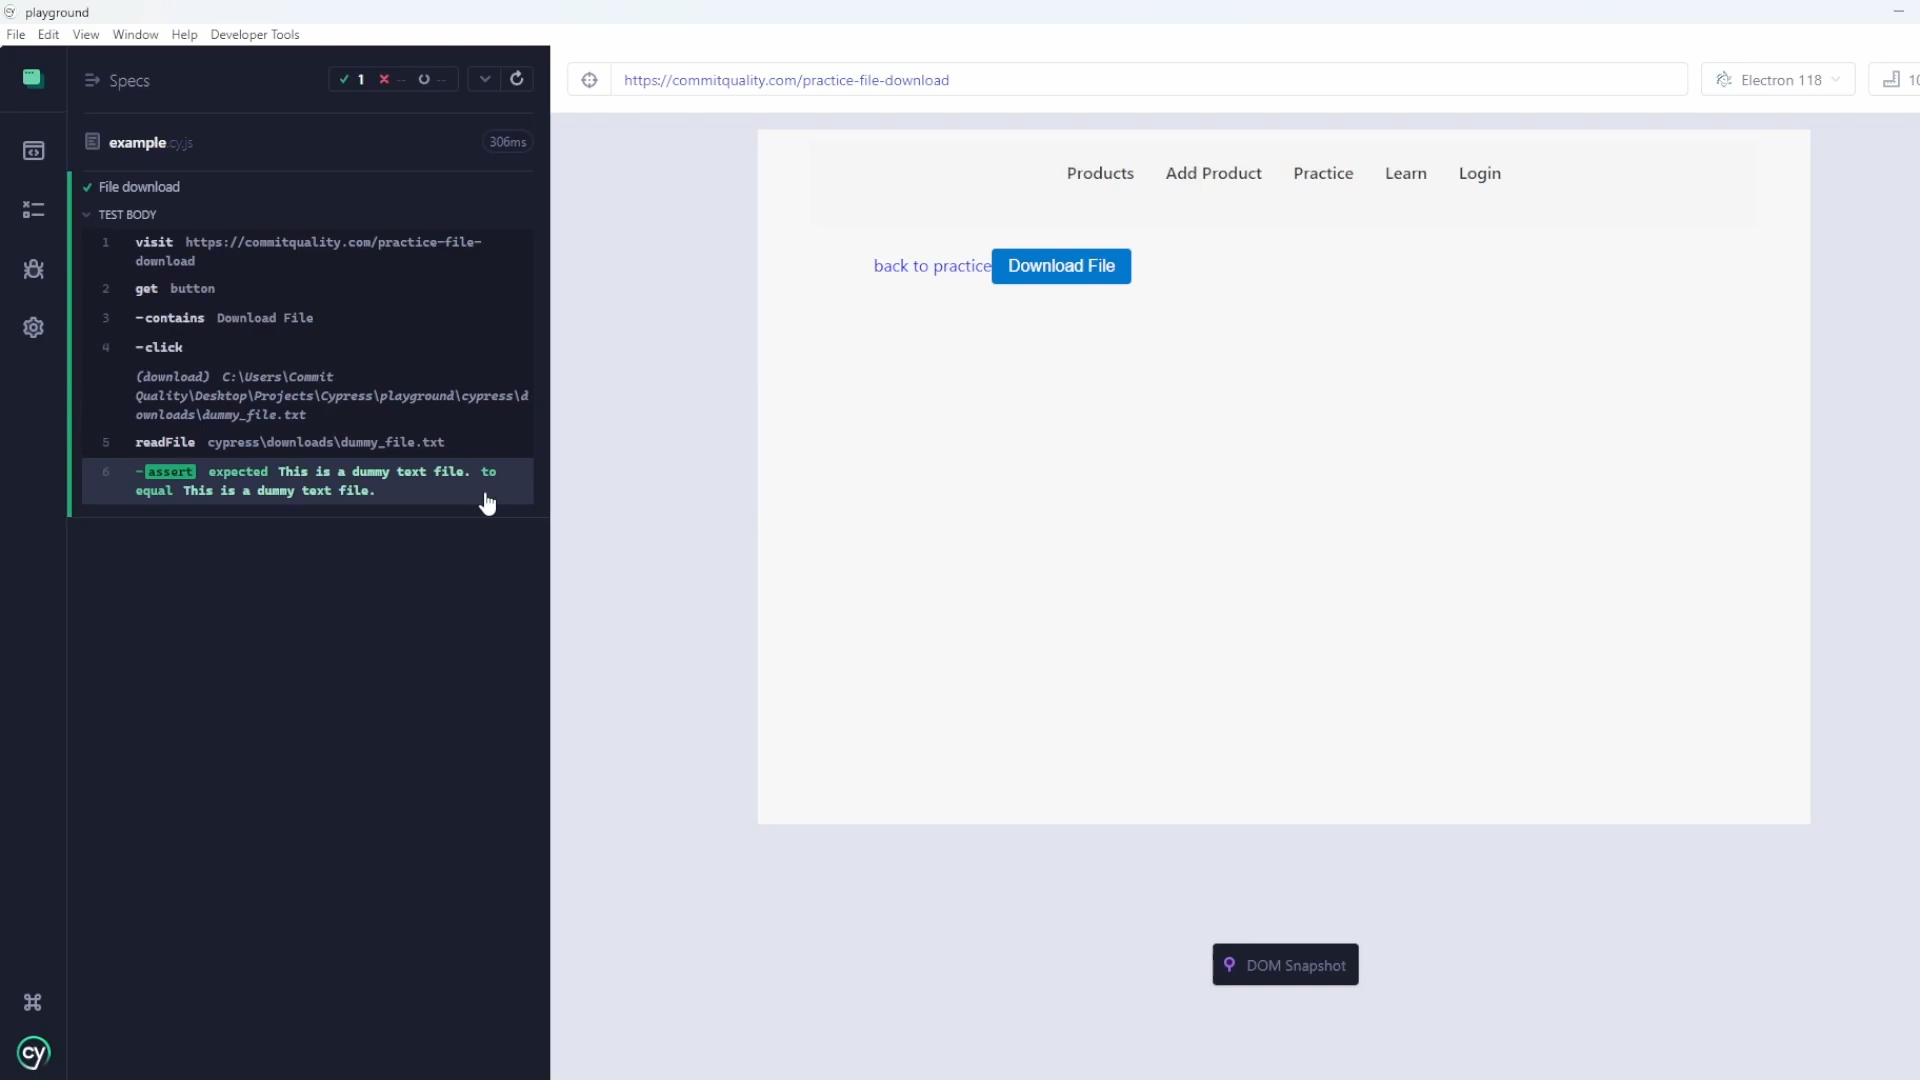 playground
File Edit View Window Help Developer Tools
Specs
1 -- --
https://commitquality.com/practice-file-download
Electron 118
example.cy.js
306ms
Products Add Product Practice Learn Login
File download
TEST BODY
1 visit https://commitquality.com/practice-file-
download
back to practice Download File
2 get button
3 -contains Download File
4 -click
(download) C:\Users\Commit
Quality\Desktop\Projects\Cypress\playground\cypress\d
ownloads\dummy_file.txt
5 readFile cypress\downloads\dummy_file.txt
6 -assert expected This is a dummy text file. to
equal This is a dummy text file.
DOM Snapshot
cy